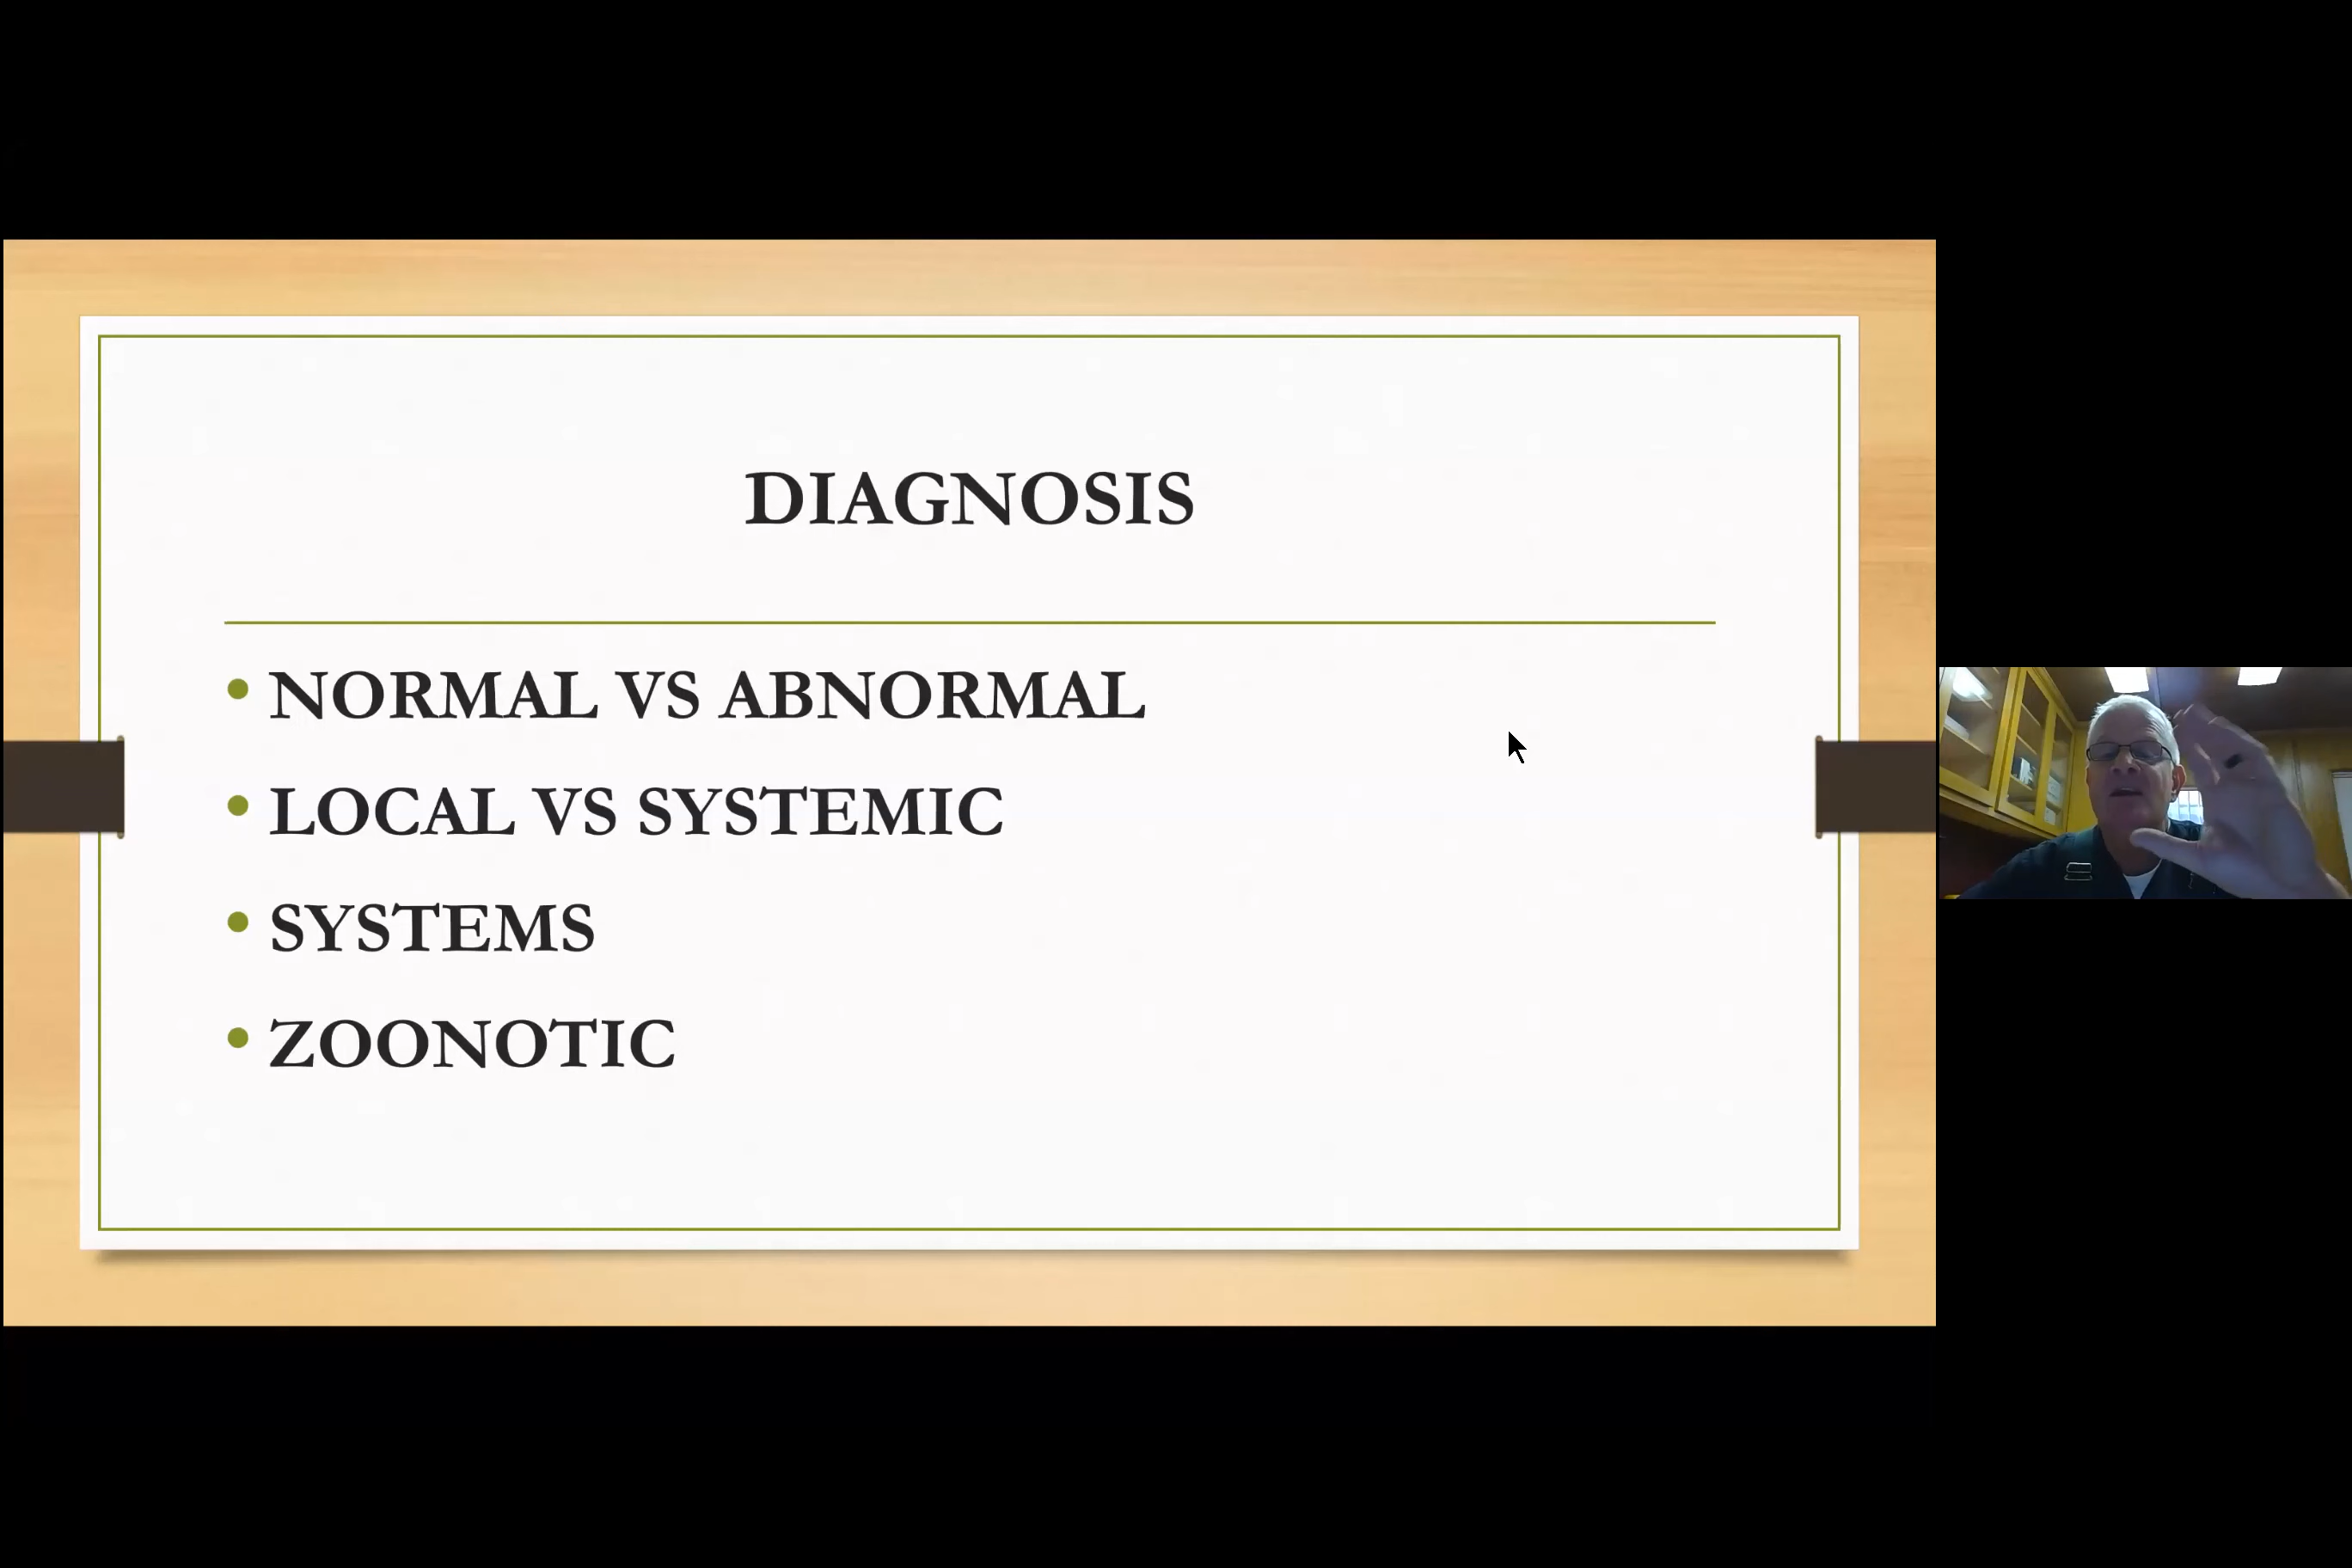 DIAGNOSIS
NORMAL VS ABNORMAL
LOCAL VS SYSTEMIC
SYSTEMS
ZOONOTIC